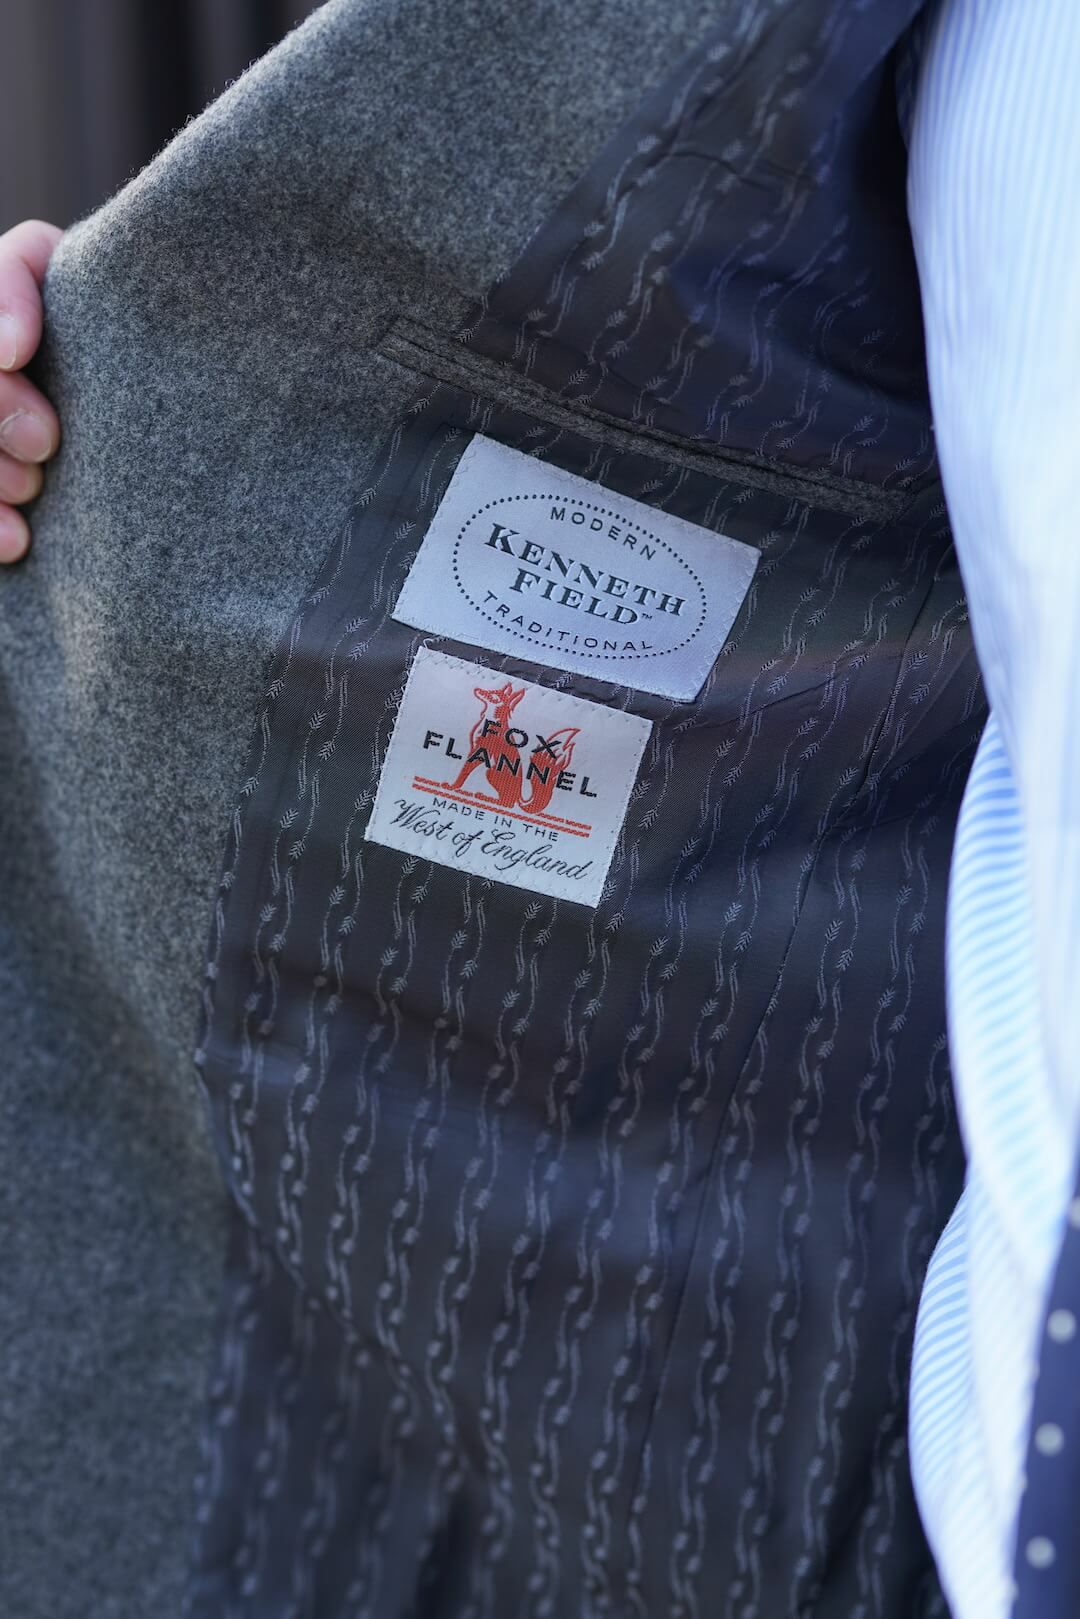 MODERN
KENNETH
FIELD™
TRADITIONAL
FOX
FLANNEL
MADE IN THE
West of England